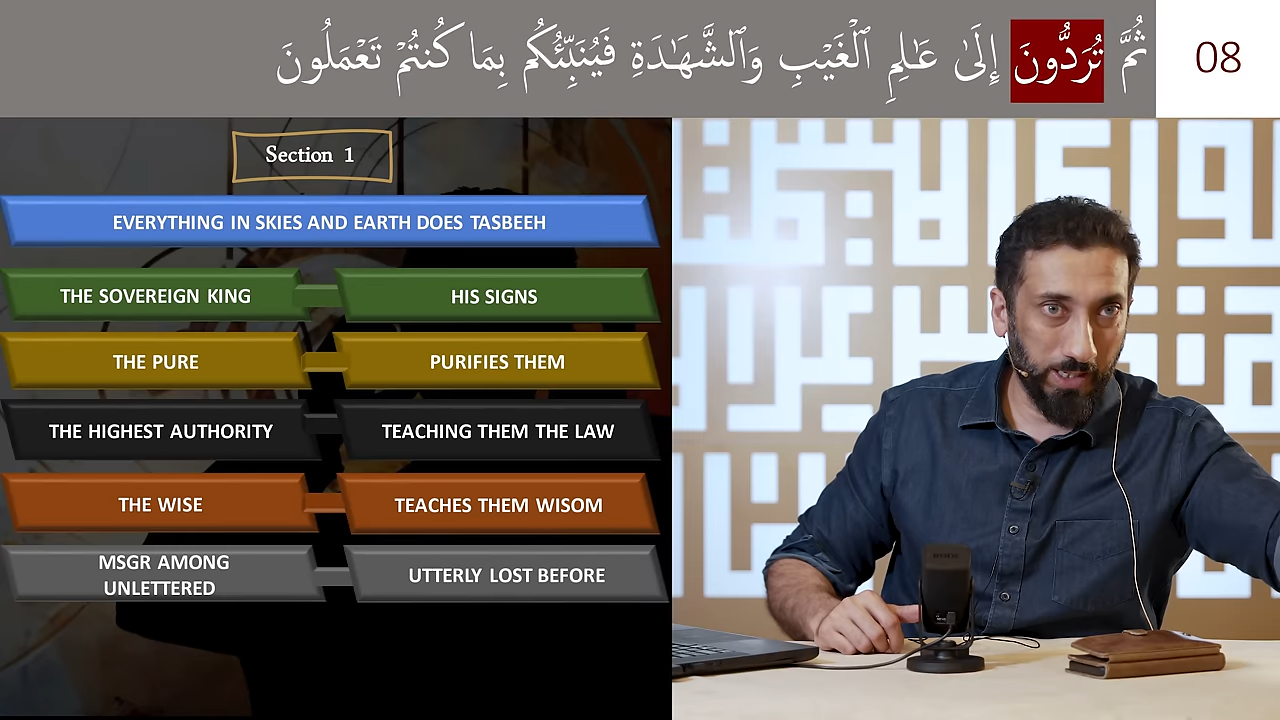 ثُمَّ تُرَدُّونَ إِلَىٰ عَـٰلِمِ ٱلْغَيْبِ وَٱلشَّهَـٰدَةِ فَيُنَبِّئُكُم بِمَا كُنتُمْ تَعْمَلُونَ
08
Section 1
EVERYTHING IN SKIES AND EARTH DOES TASBEEH
THE SOVEREIGN KING
HIS SIGNS
THE PURE
PURIFIES THEM
THE HIGHEST AUTHORITY
TEACHING THEM THE LAW
THE WISE
TEACHES THEM WISOM
MSGR AMONG
UNLETTERED
UTTERLY LOST BEFORE